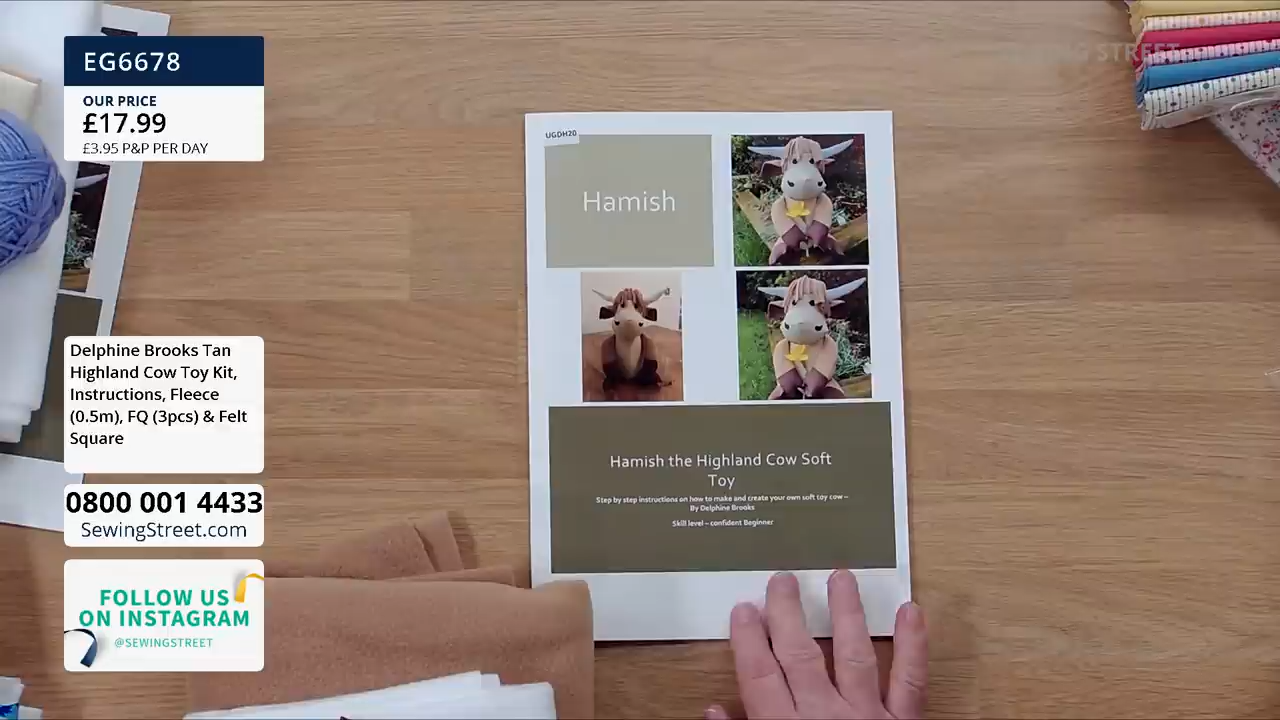 EG6678
OUR PRICE
£17.99
£3.95 P&P PER DAY
Delphine Brooks Tan
Highland Cow Toy Kit,
Instructions, Fleece
(0.5m), FQ (3pcs) & Felt
Square
0800 001 4433
SewingStreet.com
FOLLOW US
ON INSTAGRAM
@SEWINGSTREET
SEWING STREET
UGDH20
Hamish
Hamish the Highland Cow Soft
Toy
Step by step instructions on how to make and create your own soft toy cow –
By Delphine Brooks
Skill level – confident Beginner